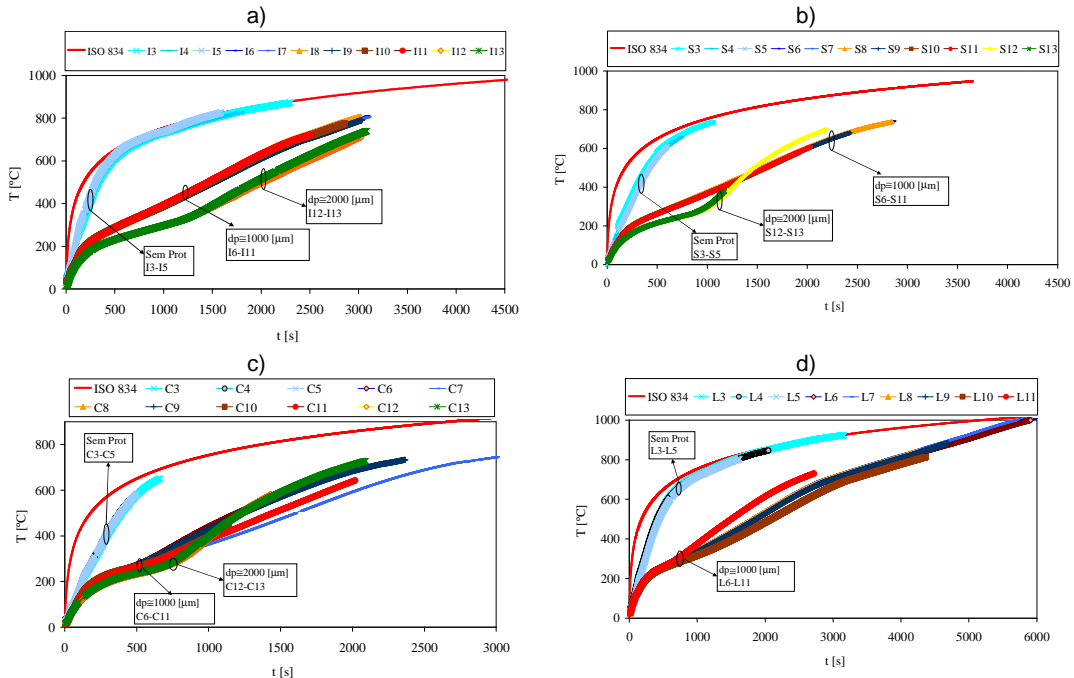 a)
ISO 834 I3 I4 I5 I6 I7 I8 I9 I10 I11 I12 I13
T [ºC]
1000
800
600
400
200
0
0 500 1000 1500 2000 2500 3000 3500 4000 4500
t [s]
Sem Prot
I3-I5
dp≅1000 [µm]
I6-I11
dp≅2000 [µm]
I12-I13
b)
ISO 834 S3 S4 S5 S6 S7 S8 S9 S10 S11 S12 S13
T [ºC]
1000
800
600
400
200
0
0 500 1000 1500 2000 2500 3000 3500 4000 4500
t [s]
dp≅1000 [µm]
S6-S11
dp≅2000 [µm]
S12-S13
Sem Prot
S3-S5
c)
ISO 834 C3 C4 C5 C6 C7
C8 C9 C10 C11 C12 C13
T [ºC]
800
600
400
200
0
0 500 1000 1500 2000 2500 3000
t [s]
Sem Prot
C3-C5
dp≅2000 [µm]
C12-C13
dp≅1000 [µm]
C6-C11
d)
ISO 834 L3 L4 L5 L6 L7 L8 L9 L10 L11
T [ºC]
1000
800
600
400
200
0
0 1000 2000 3000 4000 5000 6000
t [s]
Sem Prot
L3-L5
dp≅1000 [µm]
L6-L11